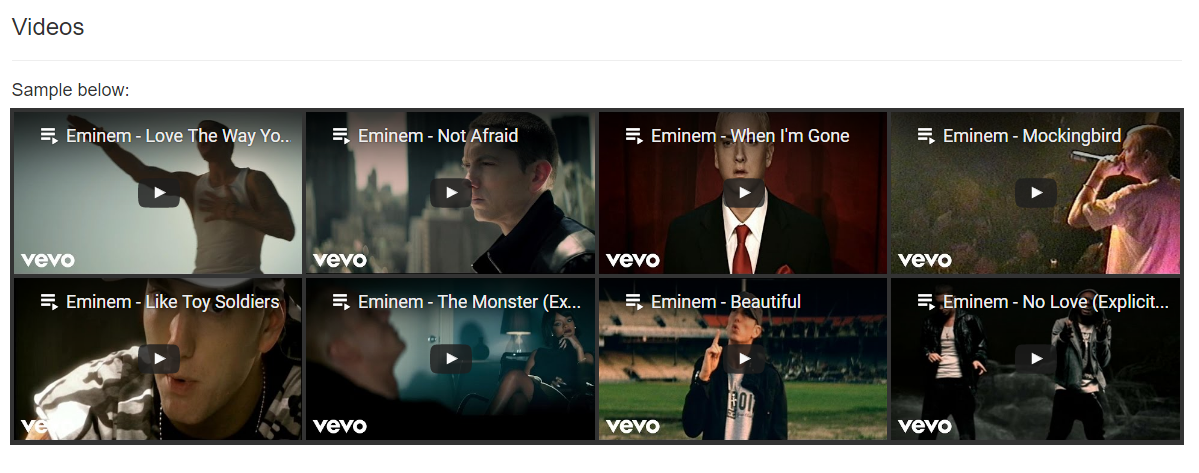 Videos
Sample below:
Eminem - Love The Way Yo...
Eminem - Not Afraid
Eminem - When I'm Gone
Eminem - Mockingbird
vevo
vevo
vevo
vevo
Eminem - Like Toy Soldiers
Eminem - The Monster (Ex...
Eminem - Beautiful
Eminem - No Love (Explicit...
vevo
vevo
vevo
vevo